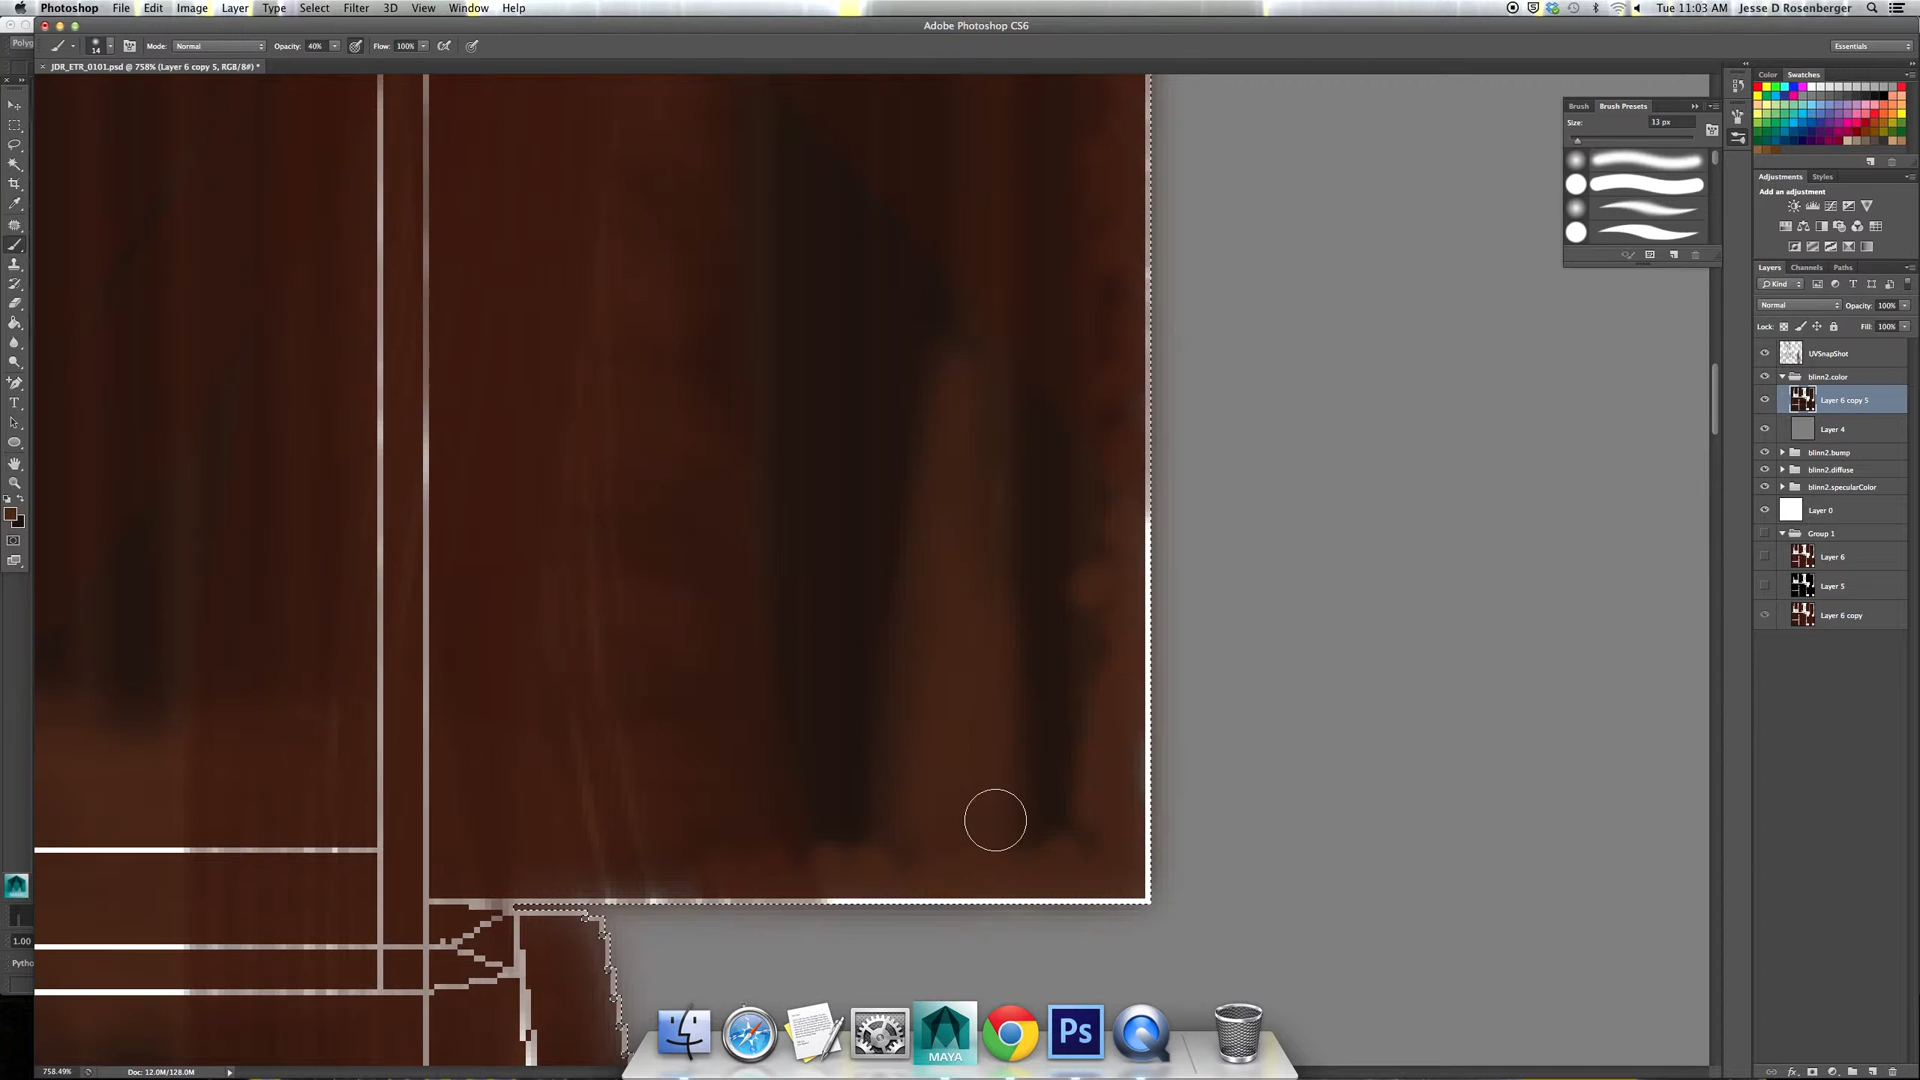 Photoshop File Edit Image Layer Type Select Filter 3D View Window Help
Tue 11:03 AM Jesse D Rosenberger
Adobe Photoshop CS6
14 Mode: Normal Opacity: 40% Flow: 100%
Essentials
JDR_ETR_0101.psd @ 758% (Layer 6 copy 5, RGB/8#) *
Color Swatches
Brush Brush Presets
Size: 13 px
Adjustments Styles
Add an adjustment
Layers Channels Paths
Kind
Normal Opacity: 100%
Lock: Fill: 100%
UVSnapShot
blinn2.color
Layer 6 copy 5
Layer 4
blinn2.bump
blinn2.diffuse
blinn2.specularColor
Layer 0
Group 1
Layer 6
Layer 5
Layer 6 copy
1.00
MAYA
Ps
758.49% Doc: 12.0M/128.0M